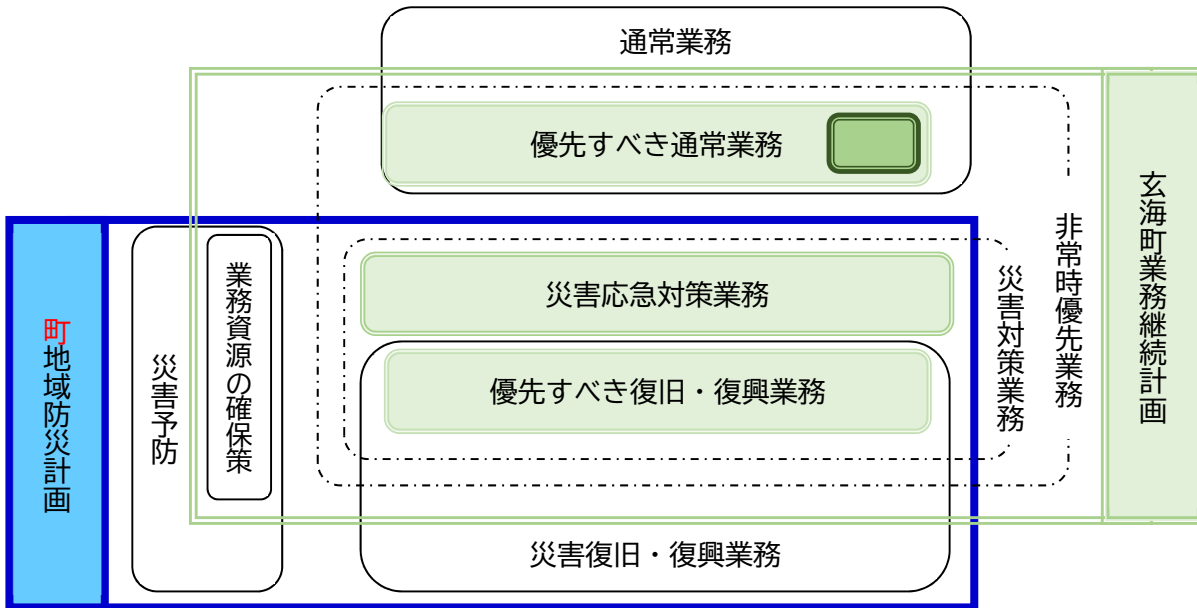 通常業務
優先すべき通常業務
玄海町業務継続計画
非常時優先業務
災害対策業務
災害応急対策業務
優先すべき復旧・復興業務
災害復旧・復興業務
業務資源の確保策
災害予防
町地域防災計画